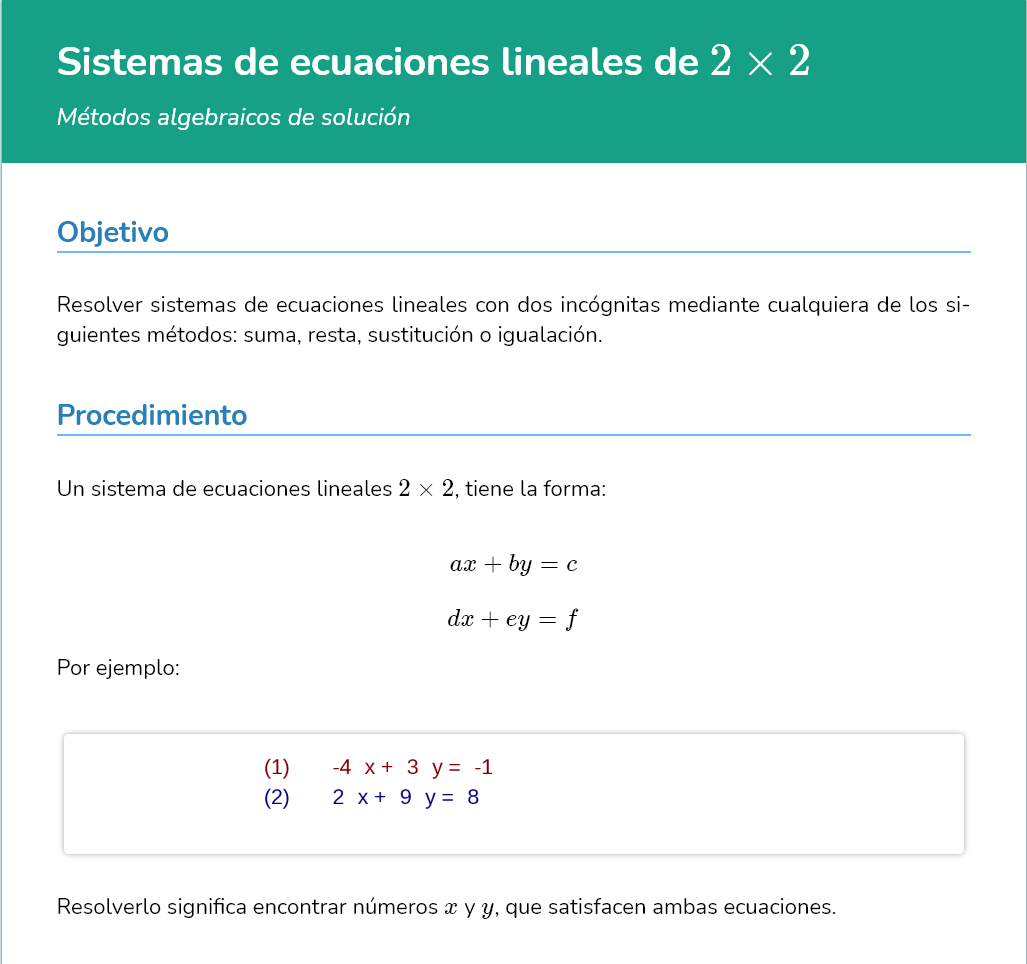 Sistemas de ecuaciones lineales de 2 × 2
Métodos algebraicos de solución
Objetivo
Resolver sistemas de ecuaciones lineales con dos incógnitas mediante cualquiera de los si-
guientes métodos: suma, resta, sustitución o igualación.
Procedimiento
Un sistema de ecuaciones lineales 2 × 2, tiene la forma:
ax + by = c
dx + ey = f
Por ejemplo:
(1) -4 x + 3 y = -1
(2) 2 x + 9 y = 8
Resolverlo significa encontrar números x y y, que satisfacen ambas ecuaciones.